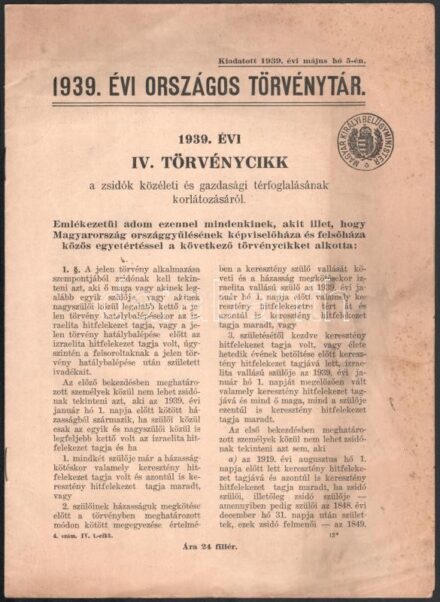 Kiadatott 1939. évi május hó 5-én.
1939. ÉVI ORSZÁGOS TÖRVÉNYTÁR.
MAGYAR KIRÁLYI BELÜGYMINISTER
1939. ÉVI
IV. TÖRVÉNYCIKK
a zsidók közéleti és gazdasági térfoglalásának
korlátozásáról.
Emlékezetül adom ezennel mindenkinek, akit illet, hogy
Magyarország országgyűlésének képviselőháza és felsőháza
közös egyetértéssel a következő törvénycikket alkotta:
1. §. A jelen törvény alkalmazása
szempontjából zsidónak kell tekin-
teni azt, aki ő maga vagy akinek leg-
alább egyik szülője, vagy akinek
nagyszülői közül legalább kettő a je-
len törvény hatálybalépésekor az iz-
raelita hitfelekezet tagja, vagy a je-
len törvény hatálybalépése előtt az
izraelita hitfelekezet tagja volt, úgy-
szintén a felsoroltaknak a jelen tör-
vény hatálybalépése után született
ivadékait.
Az előző bekezdésben meghatáro-
zott személyek közül nem lehet zsidó-
nak tekinteni azt, aki az 1939. évi
január hó 1. napja előtt kötött há-
zasságból származik, ha szülői közül
csak az egyik és nagyszülői közül is
legfeljebb kettő volt az izraelita hit-
felekezet tagja és ha
1. mindkét szülője már a házasság-
kötéskor valamely keresztény hit-
felekezet tagja volt és azontúl is ke-
resztény hitfelekezet tagja maradt,
vagy
2. szülőinek házasságuk megkötése
előtt a törvényben meghatározott
módon kötött megegyezése értelmé-
ben a keresztény szülő vallását kö-
veti és a házasság megkötésekor iz-
raelita vallású szülő az 1939. évi ja-
nuár hó 1. napja előtt valamely ke-
resztény hitfelekezetre tért át és
azontúl is keresztény hitfelekezet
tagja maradt, vagy
3. születésétől kezdve keresztény
hitfelekezet tagja volt, vagy élete
hetedik évének betöltése előtt keresz-
tény hitfelekezet tagjává lett, izrae-
lita vallású szülője az 1939. évi ja-
nuár hó 1. napját megelőzően vált
valamely keresztény hitfelekezet tag-
jává és mind ő maga, mind a szülője
ezentúl is keresztény hitfelekezet
tagja maradt.
Az első bekezdésben meghatáro-
zott személyek közül nem lehet zsidó-
nak tekinteni azt sem, aki
a) az 1919. évi augusztus hó 1.
napja előtt lett keresztény hitfeleke-
zet tagjává és azontúl is keresztény
hitfelekezet tagja maradt, ha szülő-
szülői, illetőleg zsidó szülője —
amennyiben pedig szülői az 1848. évi
december hó 31. napja után szület-
tek, ezek zsidó felmenői — az 1849.
4. szám. IV. t.-cikk.
12*
Ára 24 fillér.